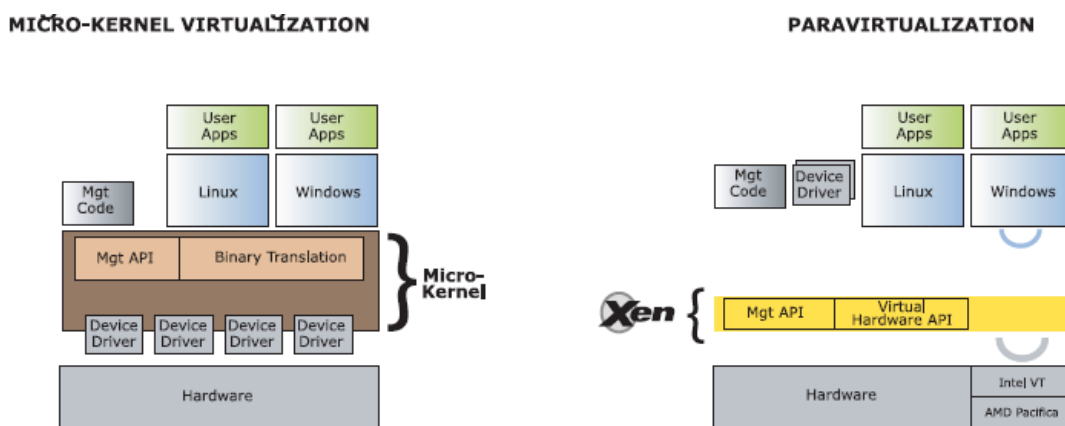 MICRO-KERNEL VIRTUALIZATION
User
Apps
User
Apps
Mgt
Code
Linux
Windows
Mgt API
Binary Translation
Micro-
Kernel
Device
Driver
Device
Driver
Device
Driver
Device
Driver
Hardware
PARAVIRTUALIZATION
User
Apps
User
Apps
Mgt
Code
Device
Driver
Linux
Windows
Xen
Mgt API
Virtual
Hardware API
Hardware
Intel VT
AMD Pacifica